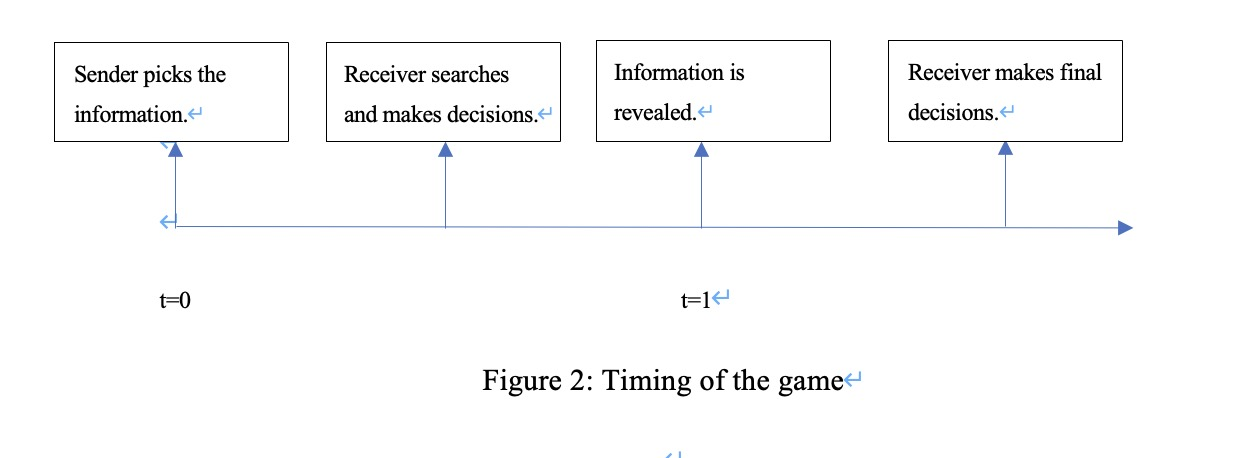 Sender picks the
information.
Receiver searches
and makes decisions.
Information is
revealed.
Receiver makes final
decisions.
t=0
t=1
Figure 2: Timing of the game